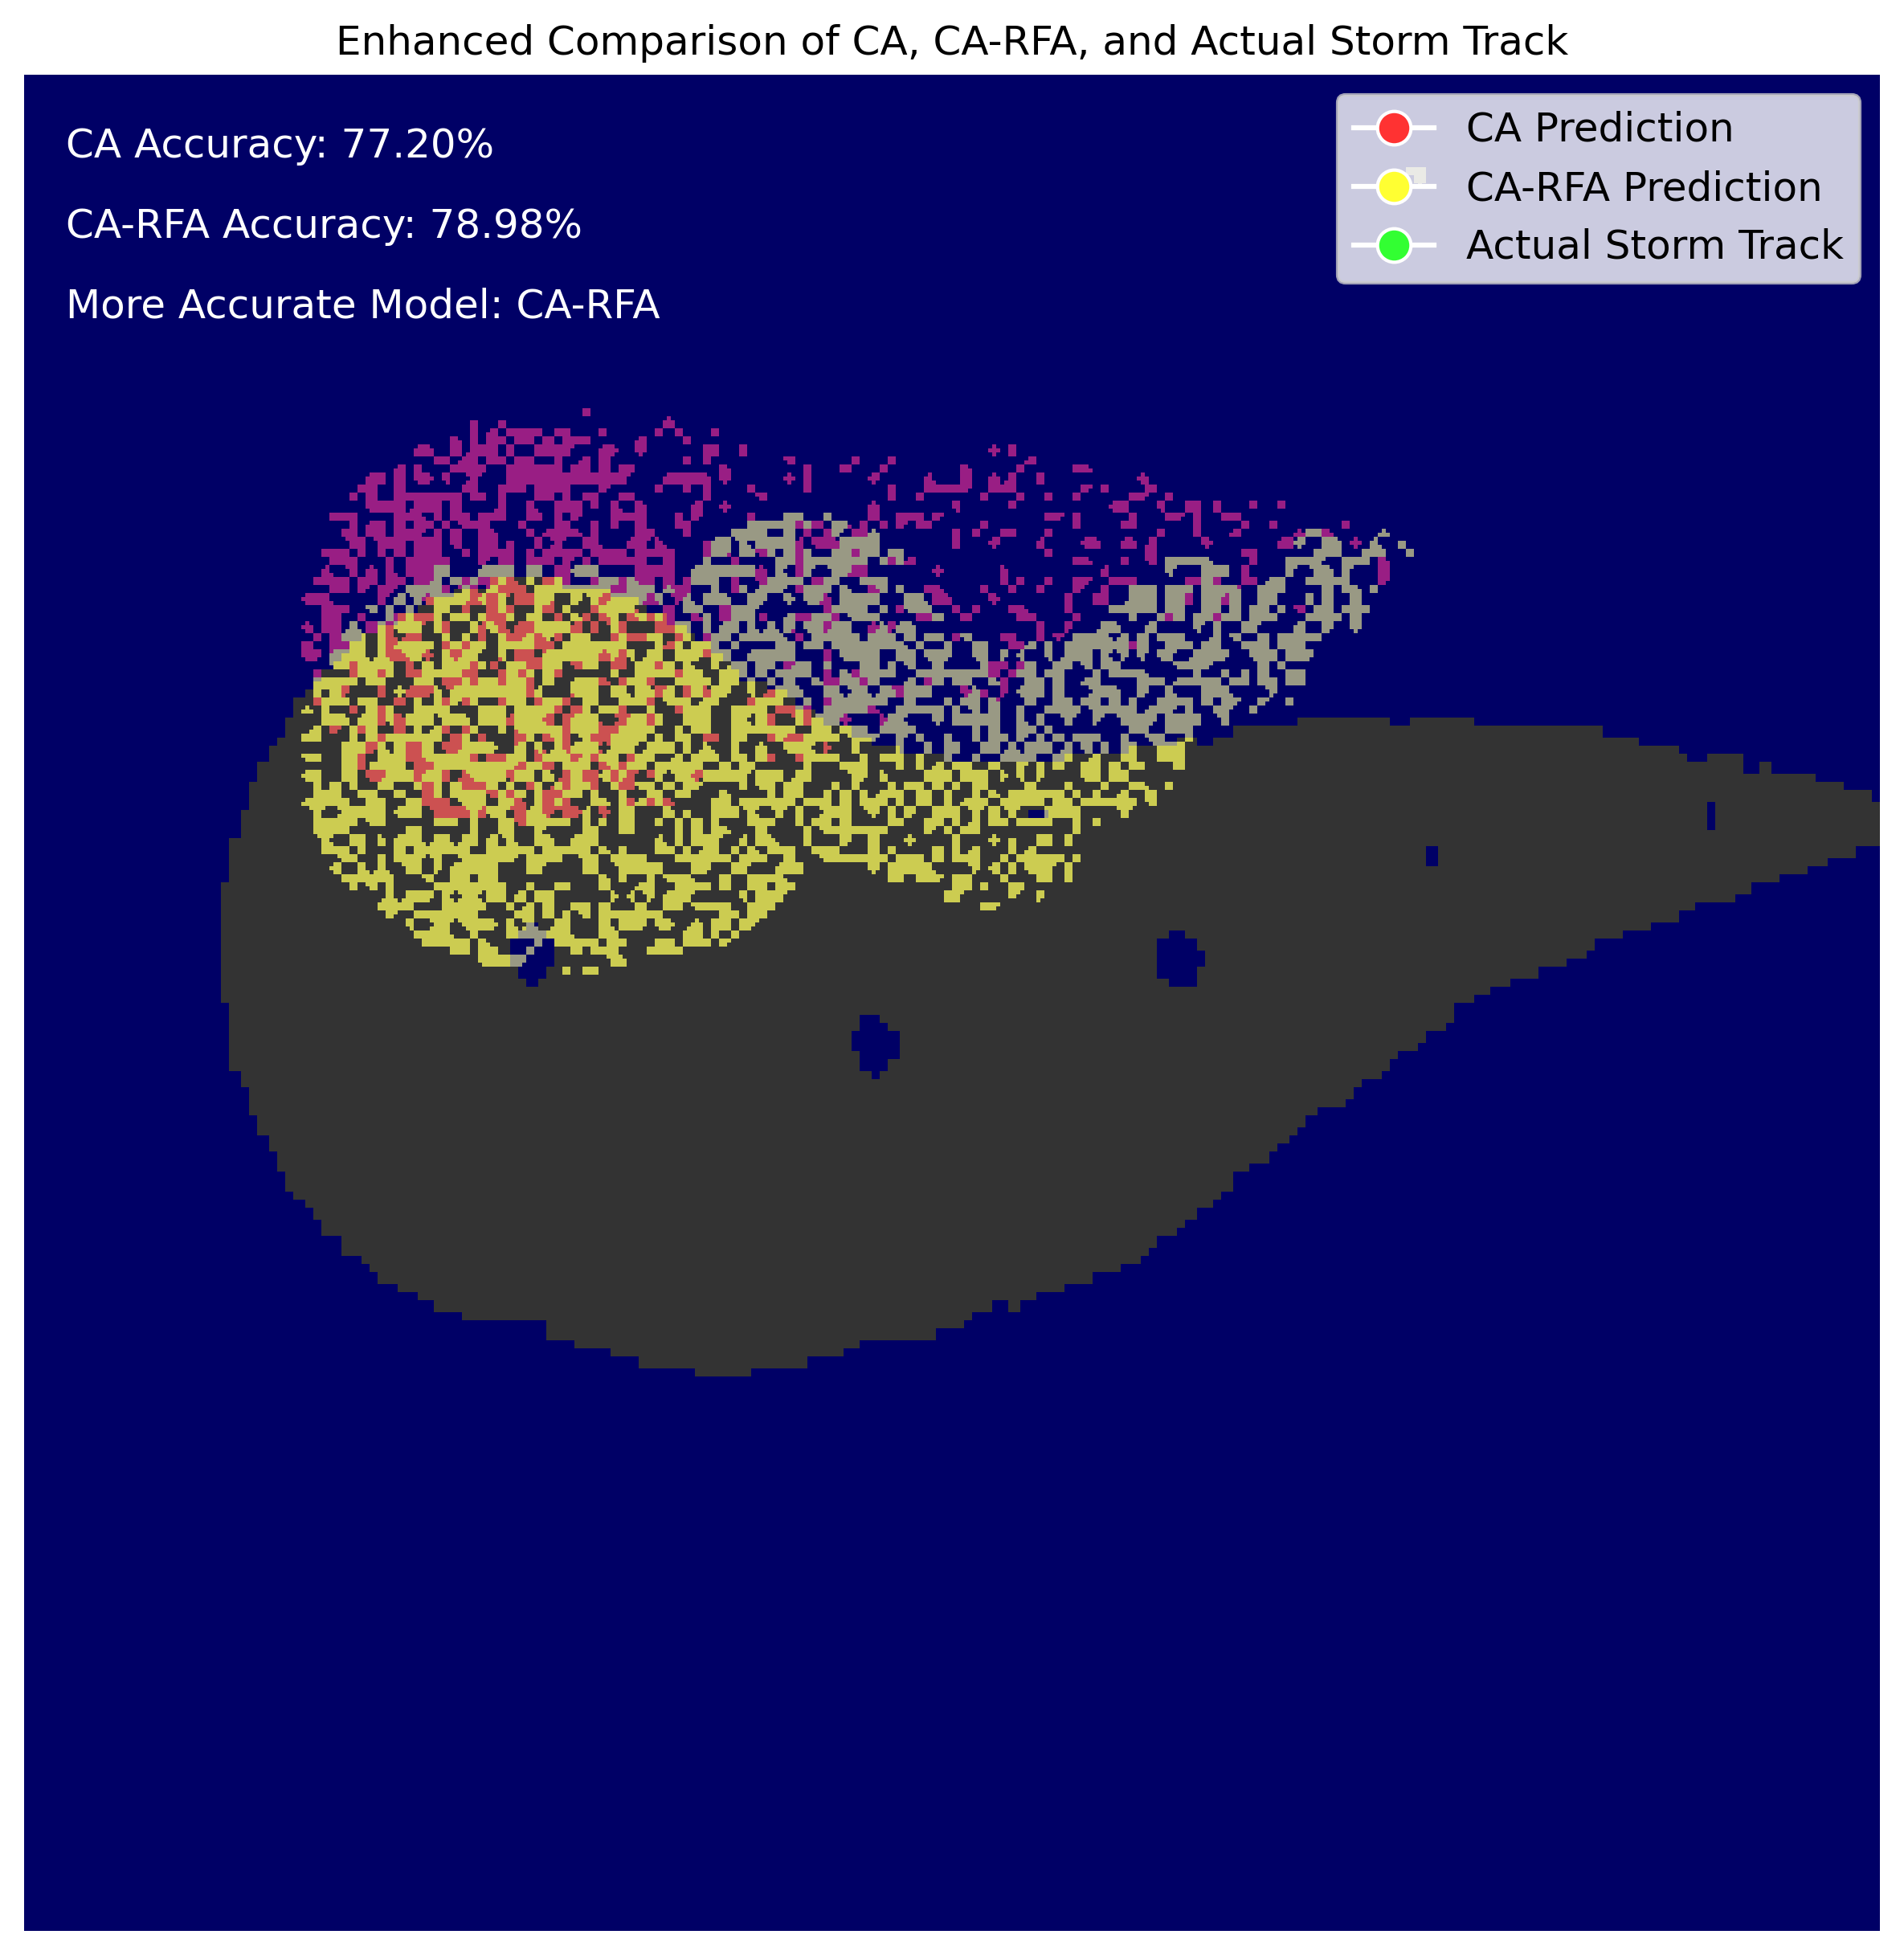 Enhanced Comparison of CA, CA-RFA, and Actual Storm Track
CA Accuracy: 77.20%
CA-RFA Accuracy: 78.98%
More Accurate Model: CA-RFA
CA Prediction
CA-RFA Prediction
Actual Storm Track